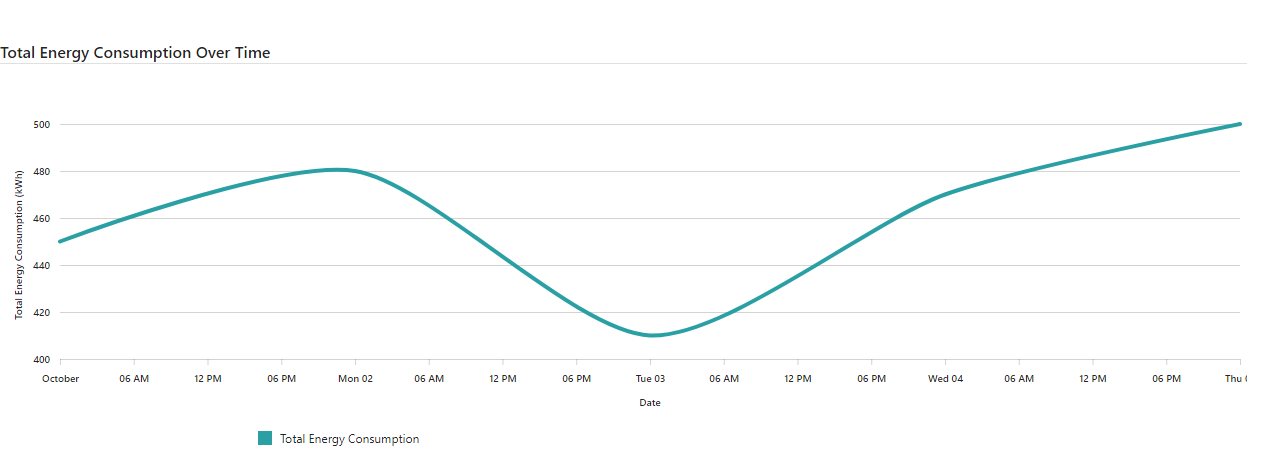 Total Energy Consumption Over Time
500
480
460
440
420
400
Total Energy Consumption (kWh)
October 06 AM 12 PM 06 PM Mon 02 06 AM 12 PM 06 PM Tue 03 06 AM 12 PM 06 PM Wed 04 06 AM 12 PM 06 PM Thu
Date
Total Energy Consumption